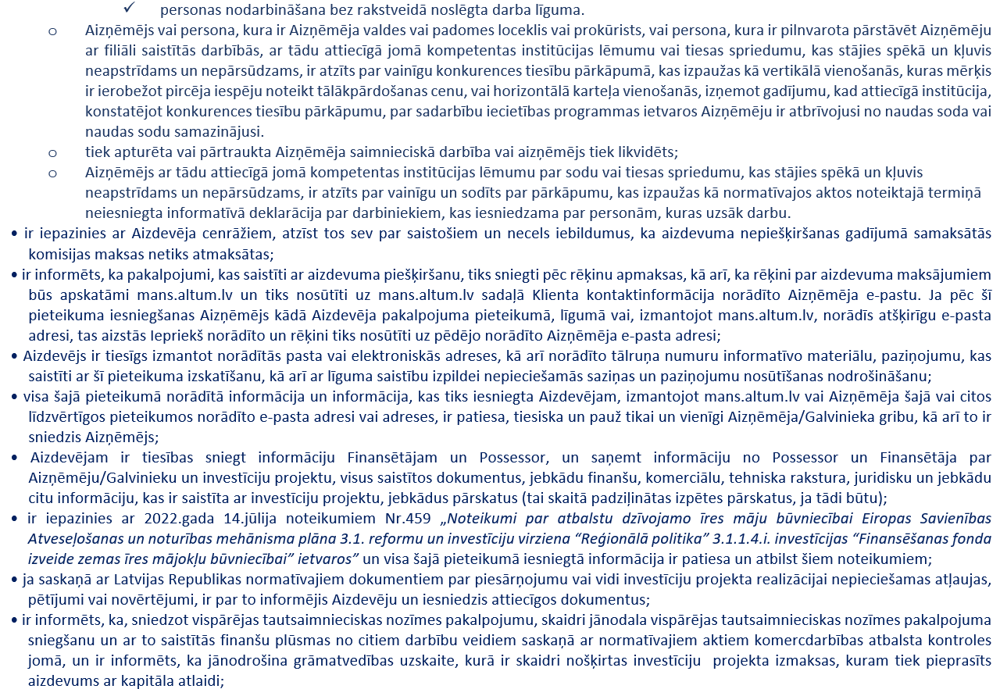 ✓ personas nodarbināšana bez rakstveidā noslēgta darba līguma.
o Aizņēmējs vai persona, kura ir Aizņēmēja valdes vai padomes loceklis vai prokūrists, vai persona, kura ir pilnvarota pārstāvēt Aizņēmēju
ar filiāli saistītās darbībās, ar tādu attiecīgā jomā kompetentas institūcijas lēmumu vai tiesas spriedumu, kas stājies spēkā un kļuvis
neapstrīdams un nepārsūdzams, ir atzīts par vainīgu konkurences tiesību pārkāpumā, kas izpaužas kā vertikālā vienošanās, kuras mērķis
ir ierobežot pircēja iespēju noteikt tālākpārdošanas cenu, vai horizontālā karteļa vienošanās, izņemot gadījumu, kad attiecīgā institūcija,
konstatējot konkurences tiesību pārkāpumu, par sadarbību iecietības programmas ietvaros Aizņēmēju ir atbrīvojusi no naudas soda vai
naudas sodu samazinājusi.
o tiek apturēta vai pārtraukta Aizņēmēja saimnieciskā darbība vai aizņēmējs tiek likvidēts;
o Aizņēmējs ar tādu attiecīgā jomā kompetentas institūcijas lēmumu par sodu vai tiesas spriedumu, kas stājies spēkā un kļuvis
neapstrīdams un nepārsūdzams, ir atzīts par vainīgu un sodīts par pārkāpumu, kas izpaužas kā normatīvajos aktos noteiktajā termiņā
neiesniegta informatīvā deklarācija par darbiniekiem, kas iesniedzama par personām, kuras uzsāk darbu.
• ir iepazinies ar Aizdevēja cenrāžiem, atzīst tos sev par saistošiem un necels iebildumus, ka aizdevuma nepiešķiršanas gadījumā samaksātās
komisijas maksas netiks atmaksātas;
• ir informēts, ka pakalpojumi, kas saistīti ar aizdevuma piešķiršanu, tiks sniegti pēc rēķinu apmaksas, kā arī, ka rēķini par aizdevuma maksājumiem
būs apskatāmi mans.altum.lv un tiks nosūtīti uz mans.altum.lv sadaļā Klienta kontaktinformācija norādīto Aizņēmēja e-pastu. Ja pēc šī
pieteikuma iesniegšanas Aizņēmējs kādā Aizdevēja pakalpojuma pieteikumā, līgumā vai, izmantojot mans.altum.lv, norādīs atšķirīgu e-pasta
adresi, tas aizstās Iepriekš norādīto un rēķini tiks nosūtīti uz pēdējo norādīto Aizņēmēja e-pasta adresi;
• Aizdevējs ir tiesīgs izmantot norādītās pasta vai elektroniskās adreses, kā arī norādīto tālruņa numuru informatīvo materiālu, paziņojumu, kas
saistīti ar šī pieteikuma izskatīšanu, kā arī ar līguma saistību izpildei nepieciešamās saziņas un paziņojumu nosūtīšanas nodrošināšanu;
• visa šajā pieteikumā norādītā informācija un informācija, kas tiks iesniegta Aizdevējam, izmantojot mans.altum.lv vai Aizņēmēja šajā vai citos
līdzvērtīgos pieteikumos norādīto e-pasta adresi vai adreses, ir patiesa, tiesiska un pauž tikai un vienīgi Aizņēmēja/Galvinieka gribu, kā arī to ir
sniedzis Aizņēmējs;
• Aizdevējam ir tiesības sniegt informāciju Finansētājam un Possessor, un saņemt informāciju no Possessor un Finansētāja par
Aizņēmēju/Galvinieku un investīciju projektu, visus saistītos dokumentus, jebkādu finanšu, komerciālu, tehniska rakstura, juridisku un jebkādu
citu informāciju, kas ir saistīta ar investīciju projektu, jebkādus pārskatus (tai skaitā padziļinātas izpētes pārskatus, ja tādi būtu);
• ir iepazinies ar 2022.gada 14.jūlija noteikumiem Nr.459 „Noteikumi par atbalstu dzīvojamo īres māju būvniecībai Eiropas Savienības
Atveseļošanas un noturības mehānisma plāna 3.1. reformu un investīciju virziena “Reģionālā politika” 3.1.1.4.i. investīcijas “Finansēšanas fonda
izveide zemas īres mājokļu būvniecībai” ietvaros” un visa šajā pieteikumā iesniegtā informācija ir patiesa un atbilst šiem noteikumiem;
• ja saskaņā ar Latvijas Republikas normatīvajiem dokumentiem par piesārņojumu vai vidi investīciju projekta realizācijai nepieciešamas atļaujas,
pētījumi vai novērtējumi, ir par to informējis Aizdevēju un iesniedzis attiecīgos dokumentus;
• ir informēts, ka, sniedzot vispārējas tautsaimnieciskas nozīmes pakalpojumu, skaidri jānodala vispārējas tautsaimnieciskas nozīmes pakalpojuma
sniegšanu un ar to saistītās finanšu plūsmas no citiem darbību veidiem saskaņā ar normatīvajiem aktiem komercdarbības atbalsta kontroles
jomā, un ir informēts, ka jānodrošina grāmatvedības uzskaite, kurā ir skaidri nošķirtas investīciju projekta izmaksas, kuram tiek pieprasīts
aizdevums ar kapitāla atlaidi;